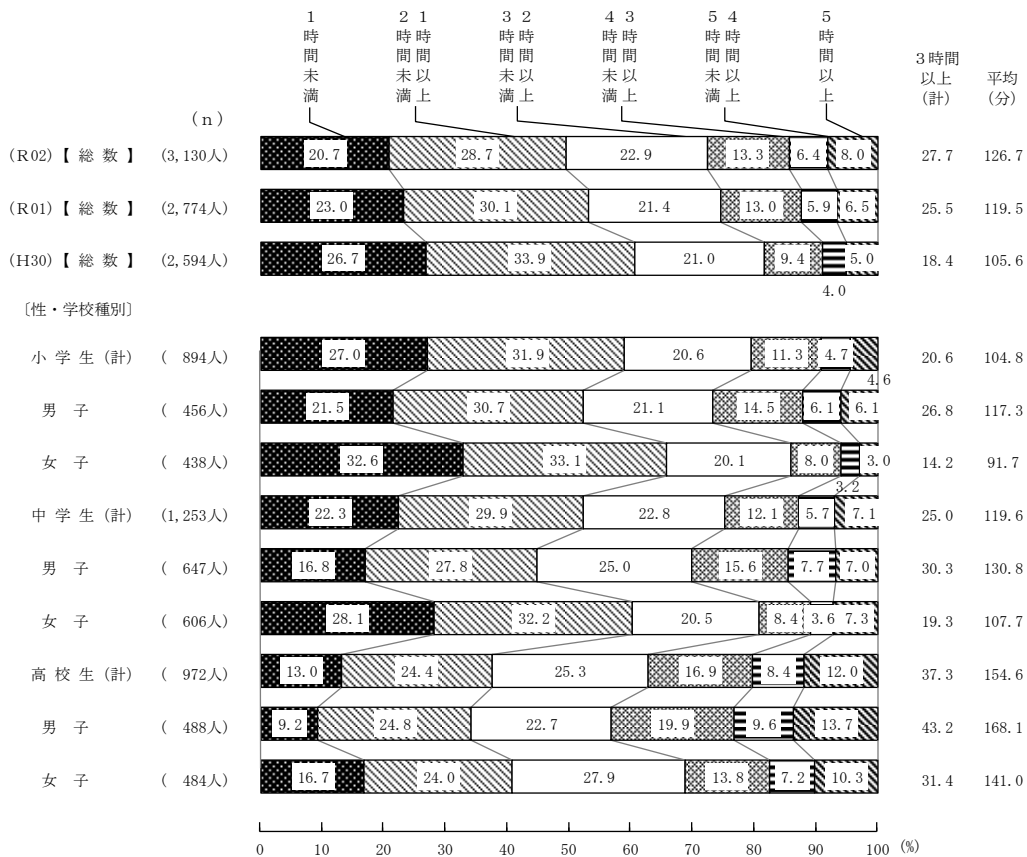 １時間未満
１時間以上
２時間未満
２時間以上
３時間未満
３時間以上
４時間未満
４時間以上
５時間未満
５時間以上
３時間以上（計）
平均（分）
（ｎ）
（R02）【 総 数 】 （3,130人） 20.7 28.7 22.9 13.3 6.4 8.0 27.7 126.7
（R01）【 総 数 】 （2,774人） 23.0 30.1 21.4 13.0 5.9 6.5 25.5 119.5
（H30）【 総 数 】 （2,594人） 26.7 33.9 21.0 9.4 5.0 18.4 105.6
4.0
〔性・学校種別〕
小 学 生（計） （ 894人） 27.0 31.9 20.6 11.3 4.7 20.6 104.8
4.6
男 子 （ 456人） 21.5 30.7 21.1 14.5 6.1 6.1 26.8 117.3
女 子 （ 438人） 32.6 33.1 20.1 8.0 3.0 14.2 91.7
3.2
中 学 生（計） （1,253人） 22.3 29.9 22.8 12.1 5.7 7.1 25.0 119.6
男 子 （ 647人） 16.8 27.8 25.0 15.6 7.7 7.0 30.3 130.8
女 子 （ 606人） 28.1 32.2 20.5 8.4 3.6 7.3 19.3 107.7
高 校 生（計） （ 972人） 13.0 24.4 25.3 16.9 8.4 12.0 37.3 154.6
男 子 （ 488人） 9.2 24.8 22.7 19.9 9.6 13.7 43.2 168.1
女 子 （ 484人） 16.7 24.0 27.9 13.8 7.2 10.3 31.4 141.0
0 10 20 30 40 50 60 70 80 90 100 (%)